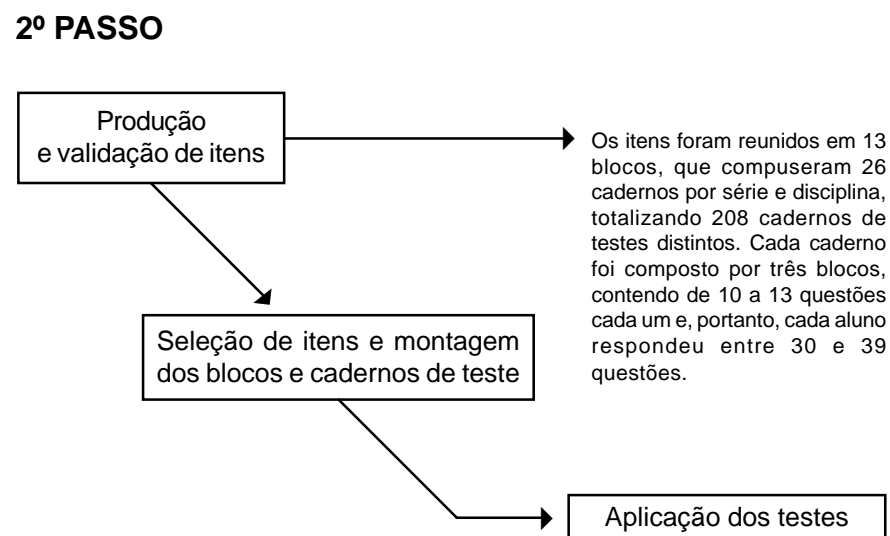 2º PASSO
Produção
e validação de itens
Os itens foram reunidos em 13
blocos, que compuseram 26
cadernos por série e disciplina,
totalizando 208 cadernos de
testes distintos. Cada caderno
foi composto por três blocos,
contendo de 10 a 13 questões
cada um e, portanto, cada aluno
respondeu entre 30 e 39
questões.
Seleção de itens e montagem
dos blocos e cadernos de teste
Aplicação dos testes